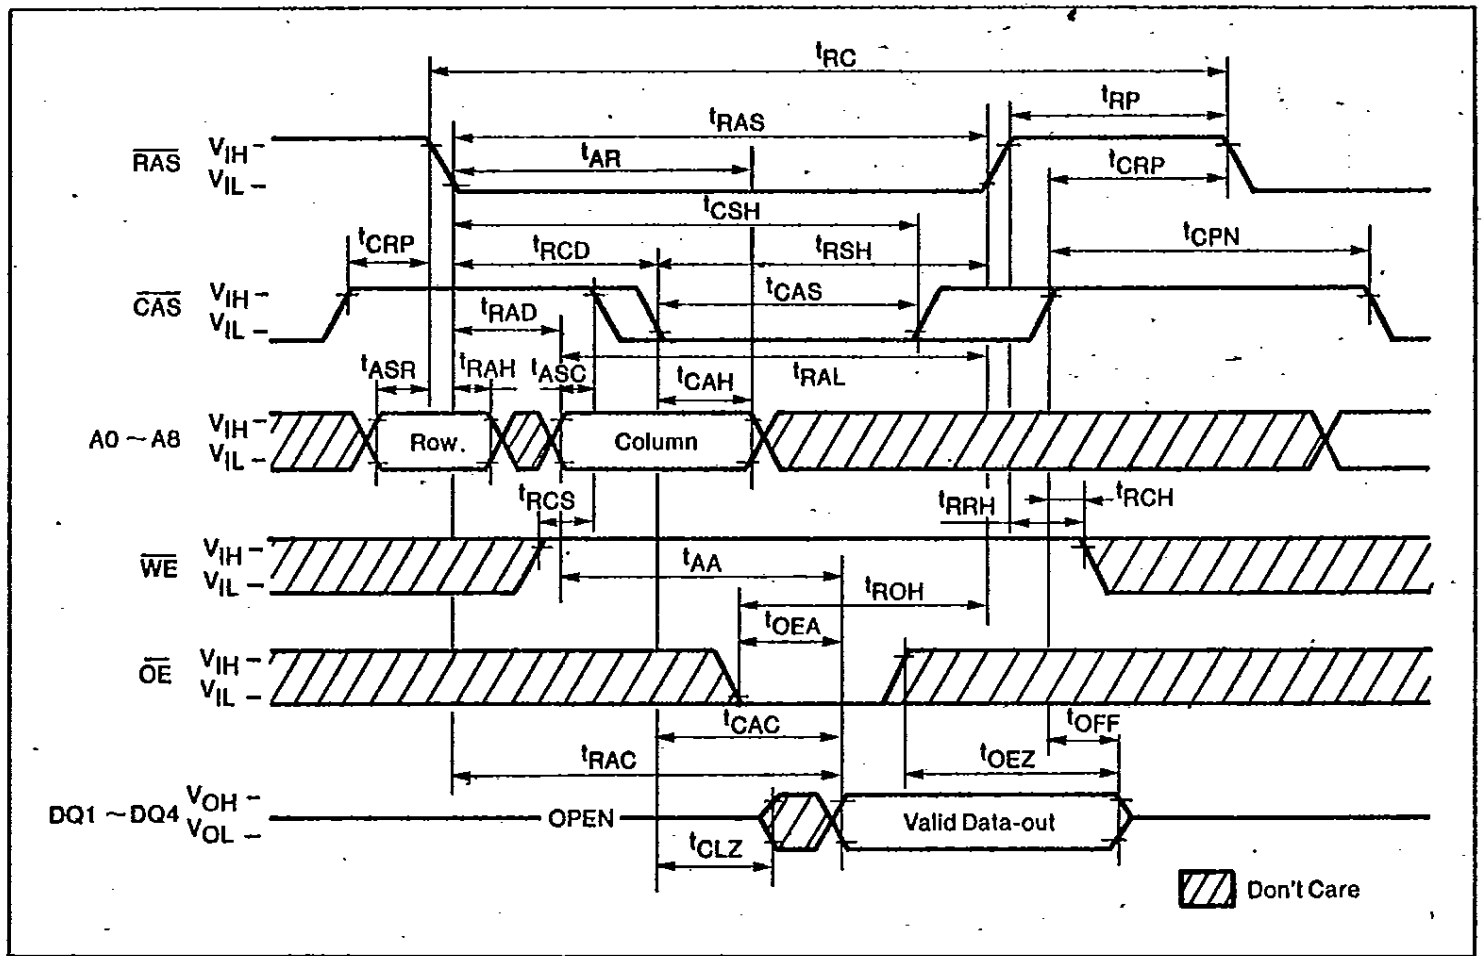 tRC
tRP
tRAS
RAS VIH
VIL
tAR
tCRP
tCSH
tCRP
tRCD
tRSH
tCPN
CAS VIH
VIL
tCAS
tRAD
tASR
tRAH
tASC
tRAL
tCAH
A0 ~ A8 VIH
VIL
Row.
Column
tRCS
tRRH
tRCH
WE VIH
VIL
tAA
tROH
tOEA
OE VIH
VIL
tCAC
tOFF
tRAC
tOEZ
DQ1 ~ DQ4 VOH
VOL
OPEN
Valid Data-out
tCLZ
Don't Care